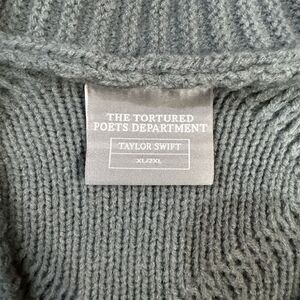 THE TORTURED
POETS DEPARTMENT
TAYLOR SWIFT
XL/2XL